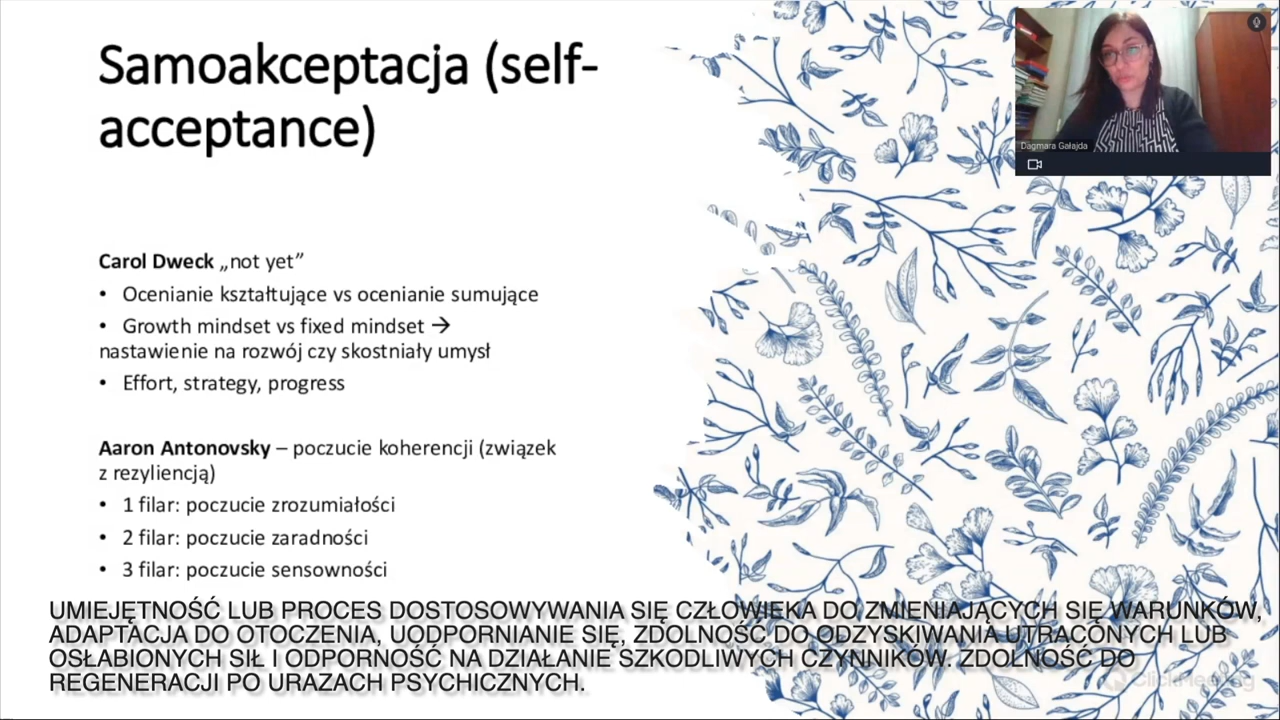 Samoakceptacja (self-
acceptance)
Dagmara Gałajda
Carol Dweck „not yet”
• Ocenianie kształtujące vs ocenianie sumujące
• Growth mindset vs fixed mindset →
nastawienie na rozwój czy skostniały umysł
• Effort, strategy, progress
Aaron Antonovsky – poczucie koherencji (związek
z rezyliencją)
• 1 filar: poczucie zrozumiałości
• 2 filar: poczucie zaradności
• 3 filar: poczucie sensowności
UMIEJĘTNOŚĆ LUB PROCES DOSTOSOWYWANIA SIĘ CZŁOWIEKA DO ZMIENIAJĄCYCH SIĘ WARUNKÓW,
ADAPTACJA DO OTOCZENIA, UODPORNIANIE SIĘ, ZDOLNOŚĆ DO ODZYSKIWANIA UTRACONYCH LUB
OSŁABIONYCH SIŁ I ODPORNOŚĆ NA DZIAŁANIE SZKODLIWYCH CZYNNIKÓW. ZDOLNOŚĆ DO
REGENERACJI PO URAZACH PSYCHICZNYCH.
ClickMeeting